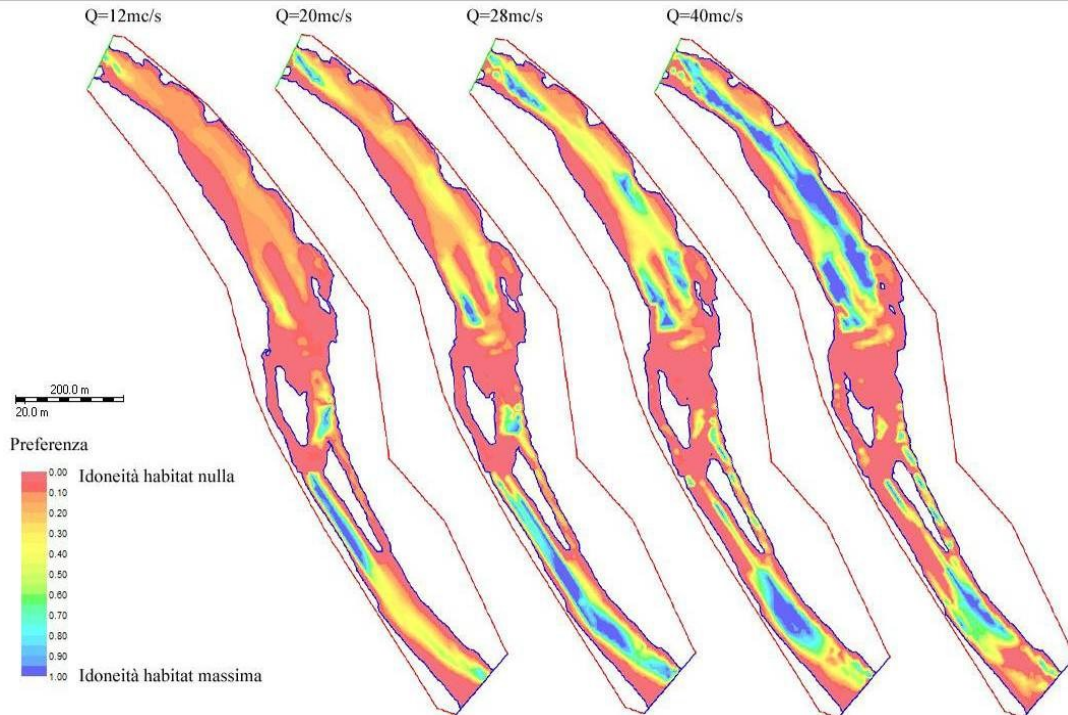 Q=12mc/s
Q=20mc/s
Q=28mc/s
Q=40mc/s
200.0 m
20.0 m
Preferenza
0.00 Idoneità habitat nulla
0.10
0.20
0.30
0.40
0.50
0.60
0.70
0.80
0.90
1.00 Idoneità habitat massima